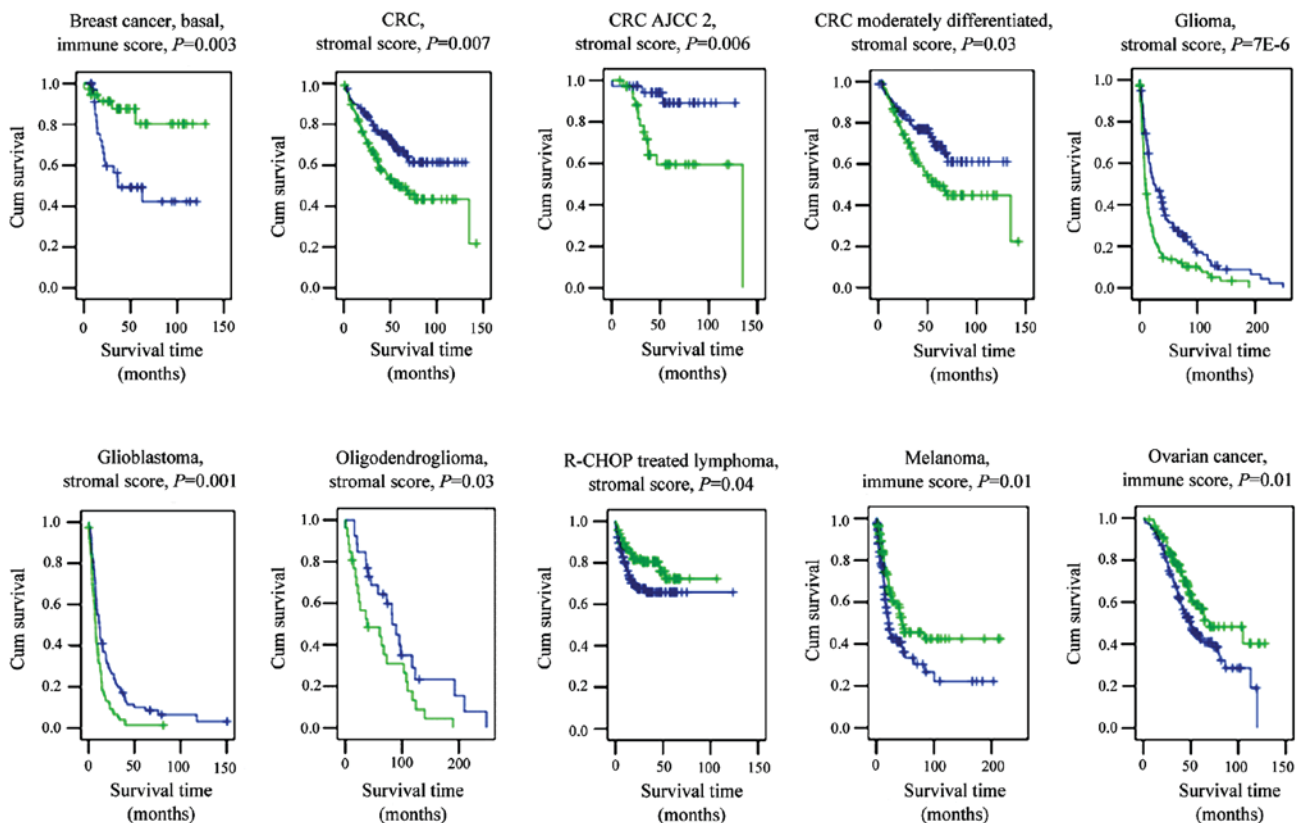 Breast cancer, basal,
immune score, P=0.003
CRC,
stromal score, P=0.007
CRC AJCC 2,
stromal score, P=0.006
CRC moderately differentiated,
stromal score, P=0.03
Glioma,
stromal score, P=7E-6
Cum survival
1.0
0.8
0.6
0.4
0.2
0.0
0 50 100 150
Survival time
(months)
Cum survival
1.0
0.8
0.6
0.4
0.2
0.0
0 50 100 150
Survival time
(months)
Cum survival
1.0
0.8
0.6
0.4
0.2
0.0
0 50 100 150
Survival time
(months)
Cum survival
1.0
0.8
0.6
0.4
0.2
0.0
0 50 100 150
Survival time
(months)
Cum survival
1.0
0.8
0.6
0.4
0.2
0.0
0 100 200
Survival time
(months)
Glioblastoma,
stromal score, P=0.001
Oligodendroglioma,
stromal score, P=0.03
R-CHOP treated lymphoma,
stromal score, P=0.04
Melanoma,
immune score, P=0.01
Ovarian cancer,
immune score, P=0.01
Cum survival
1.0
0.8
0.6
0.4
0.2
0.0
0 50 100 150
Survival time
(months)
Cum survival
1.0
0.8
0.6
0.4
0.2
0.0
0 100 200
Survival time
(months)
Cum survival
1.0
0.8
0.6
0.4
0.2
0.0
0 50 100 150
Survival time
(months)
Cum survival
1.0
0.8
0.6
0.4
0.2
0.0
0 100 200
Survival time
(months)
Cum survival
1.0
0.8
0.6
0.4
0.2
0.0
0 50 100 150
Survival time
(months)